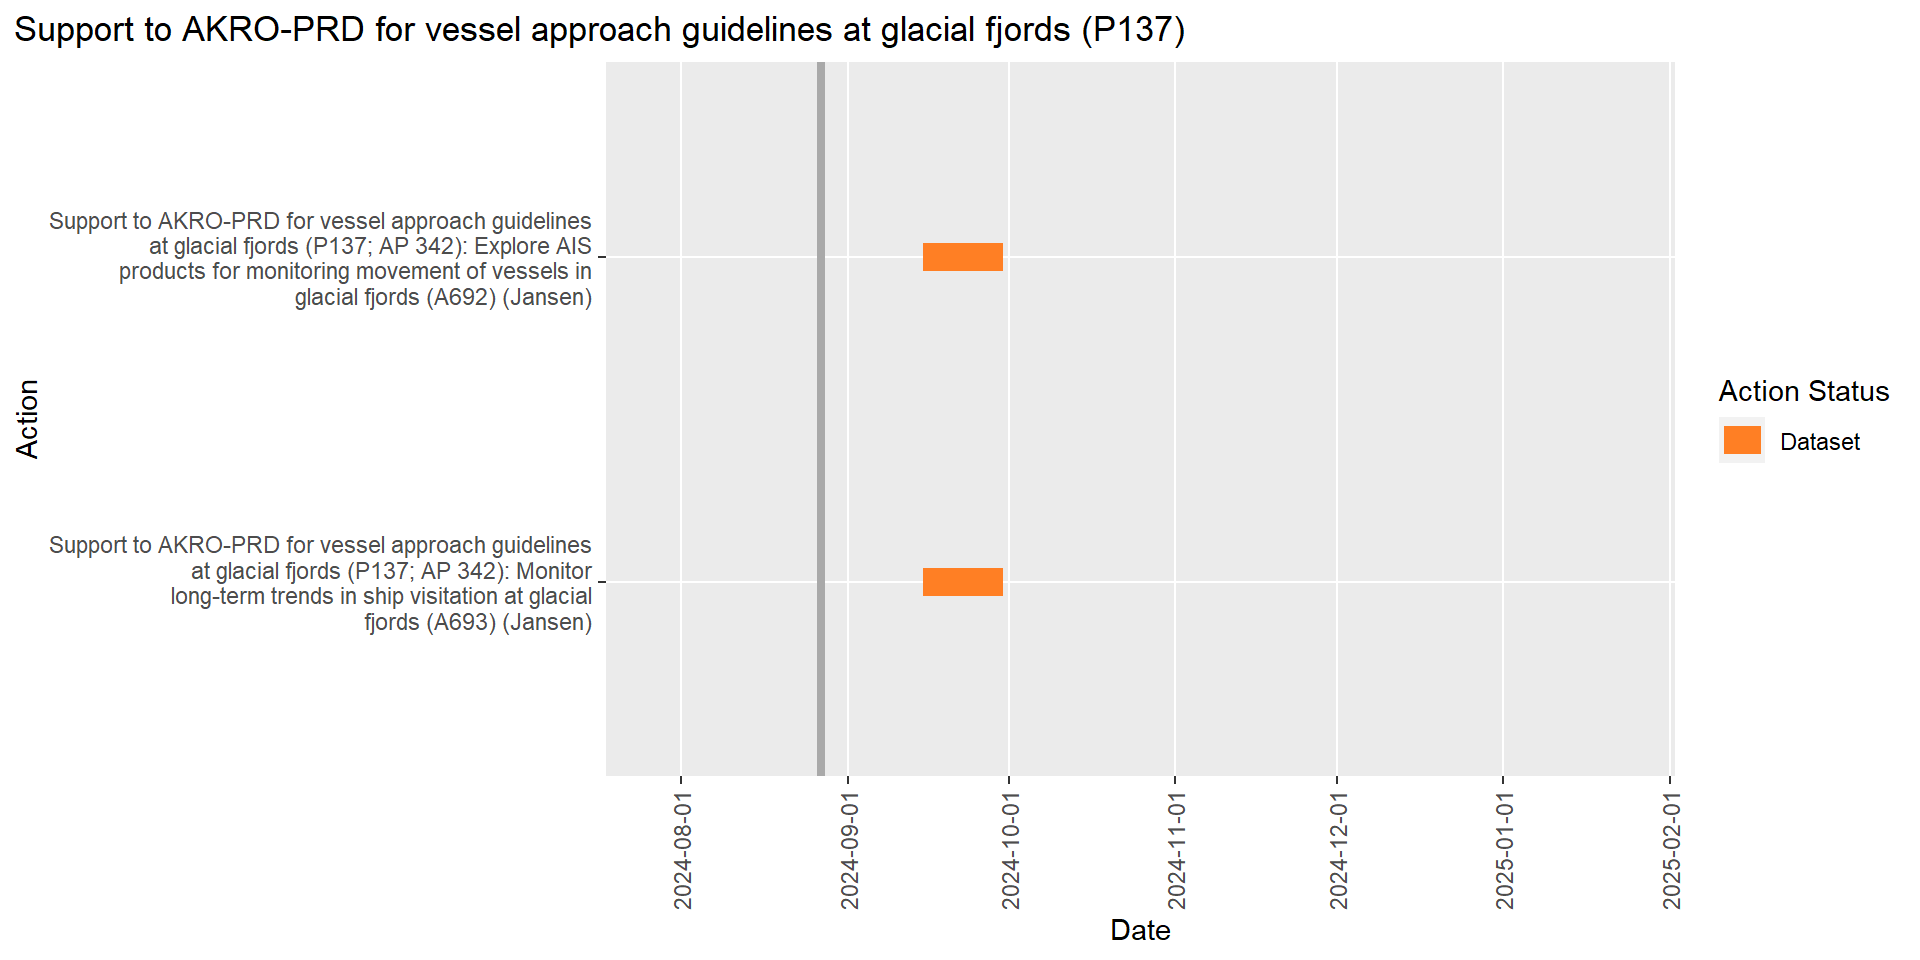 Support to AKRO-PRD for vessel approach guidelines at glacial fjords (P137)
Support to AKRO-PRD for vessel approach guidelines
at glacial fjords (P137; AP 342): Explore AIS
products for monitoring movement of vessels in
glacial fjords (A692) (Jansen)
Support to AKRO-PRD for vessel approach guidelines
at glacial fjords (P137; AP 342): Monitor
long-term trends in ship visitation at glacial
fjords (A693) (Jansen)
Action
2024-08-01
2024-09-01
2024-10-01
2024-11-01
2024-12-01
2025-01-01
2025-02-01
Date
Action Status
Dataset